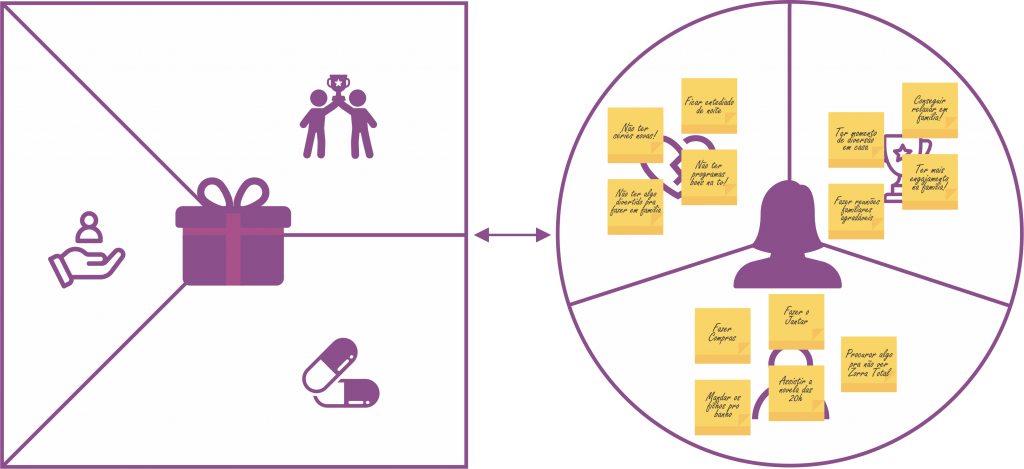 Não ter
séries novas!
Ficar entediado
de noite
Não ter algo
divertido pra
fazer em família
Não ter
programas
bons na tv!
Ter momento
de diversão
em casa
Conseguir
relaxar em
família!
Fazer reuniões
familiares
agradáveis
Ter mais
engajamento
na família!
Fazer
Compras
Fazer o
Jantar
Procurar algo
pra não ver
Zorra Total
Mandar os
filhos pro
banho
Assistir a
novela das
20h